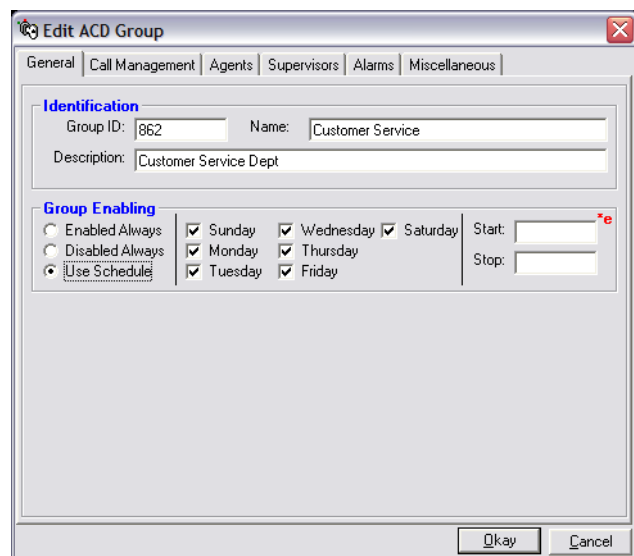 Edit ACD Group
General Call Management Agents Supervisors Alarms Miscellaneous
Identification
Group ID: 862 Name: Customer Service
Description: Customer Service Dept
Group Enabling
Enabled Always Sunday Wednesday Saturday Start: *e
Disabled Always Monday Thursday
Use Schedule Tuesday Friday Stop:
Okay Cancel